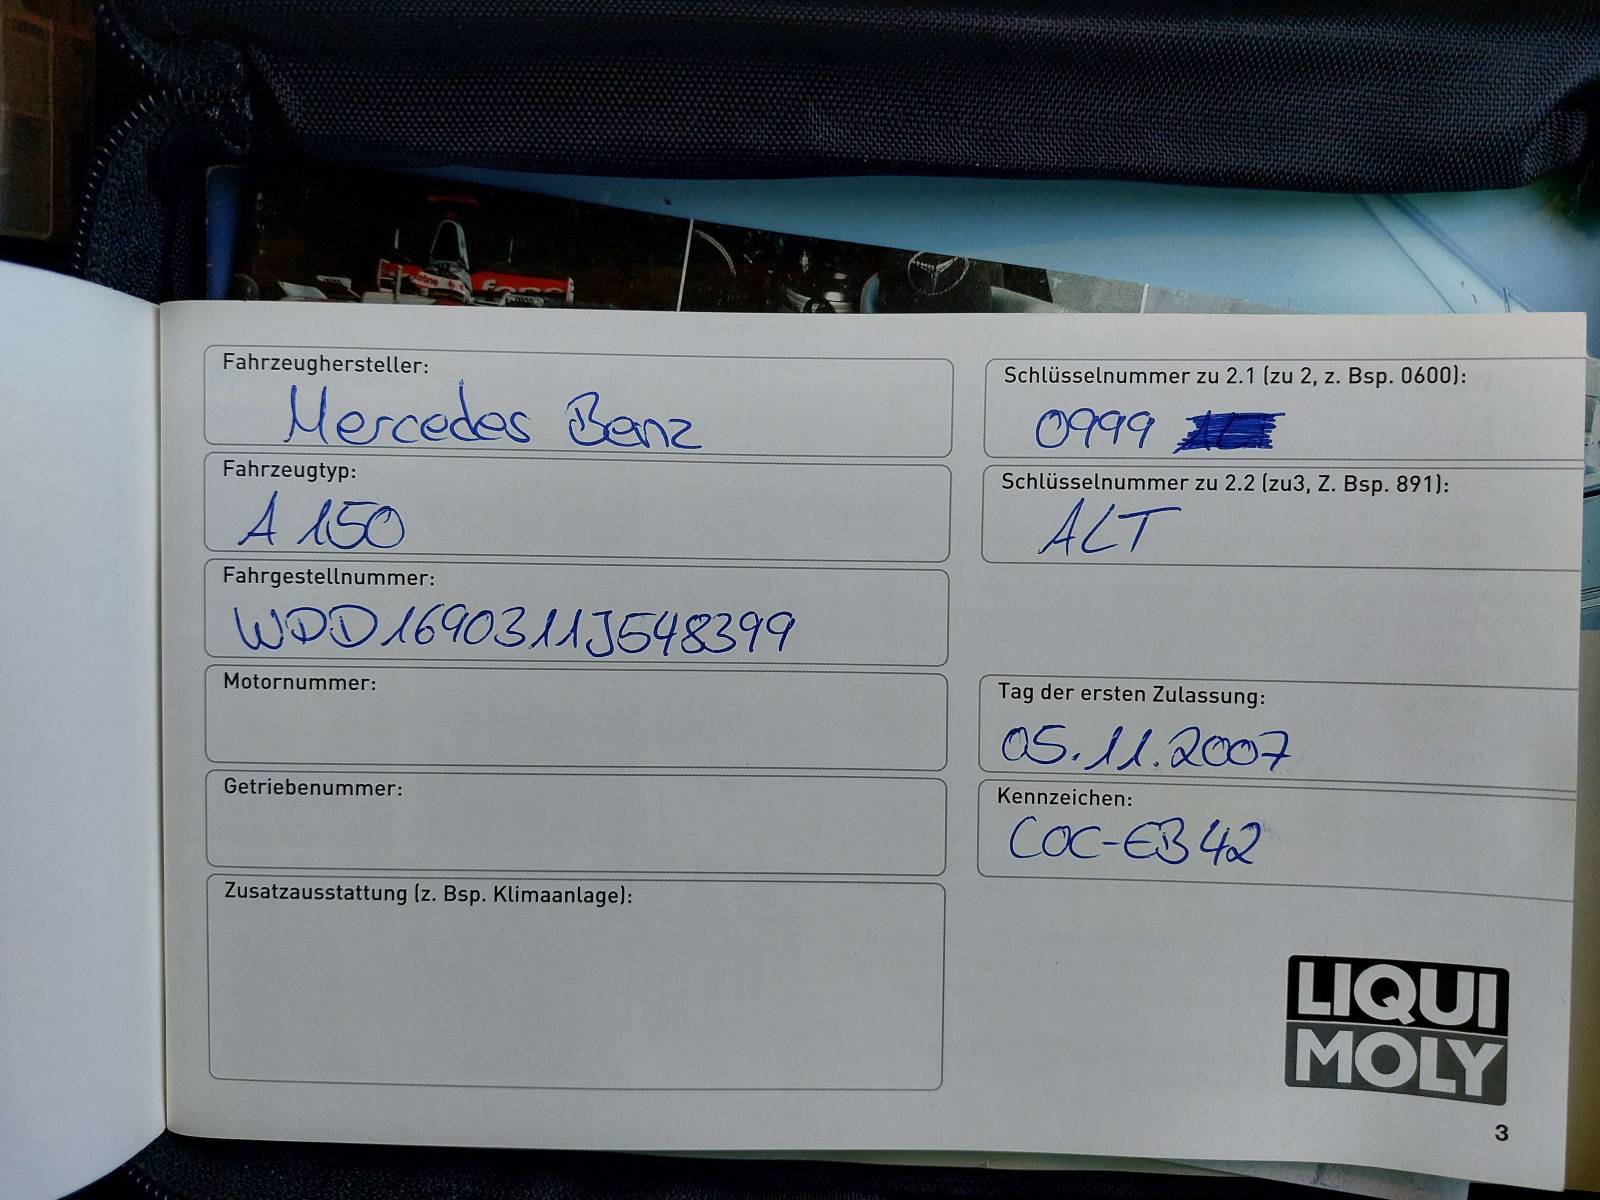 Fahrzeughersteller:
Mercedes Benz
Fahrzeugtyp:
A 150
Fahrgestellnummer:
WDD1690311J548399
Motornummer:
Getriebenummer:
Zusatzausstattung (z. Bsp. Klimaanlage):
Schlüsselnummer zu 2.1 (zu 2, z. Bsp. 0600):
0999
Schlüsselnummer zu 2.2 (zu3, Z. Bsp. 891):
ALT
Tag der ersten Zulassung:
05.11.2007
Kennzeichen:
COC-EB 42
LIQUI
MOLY
3